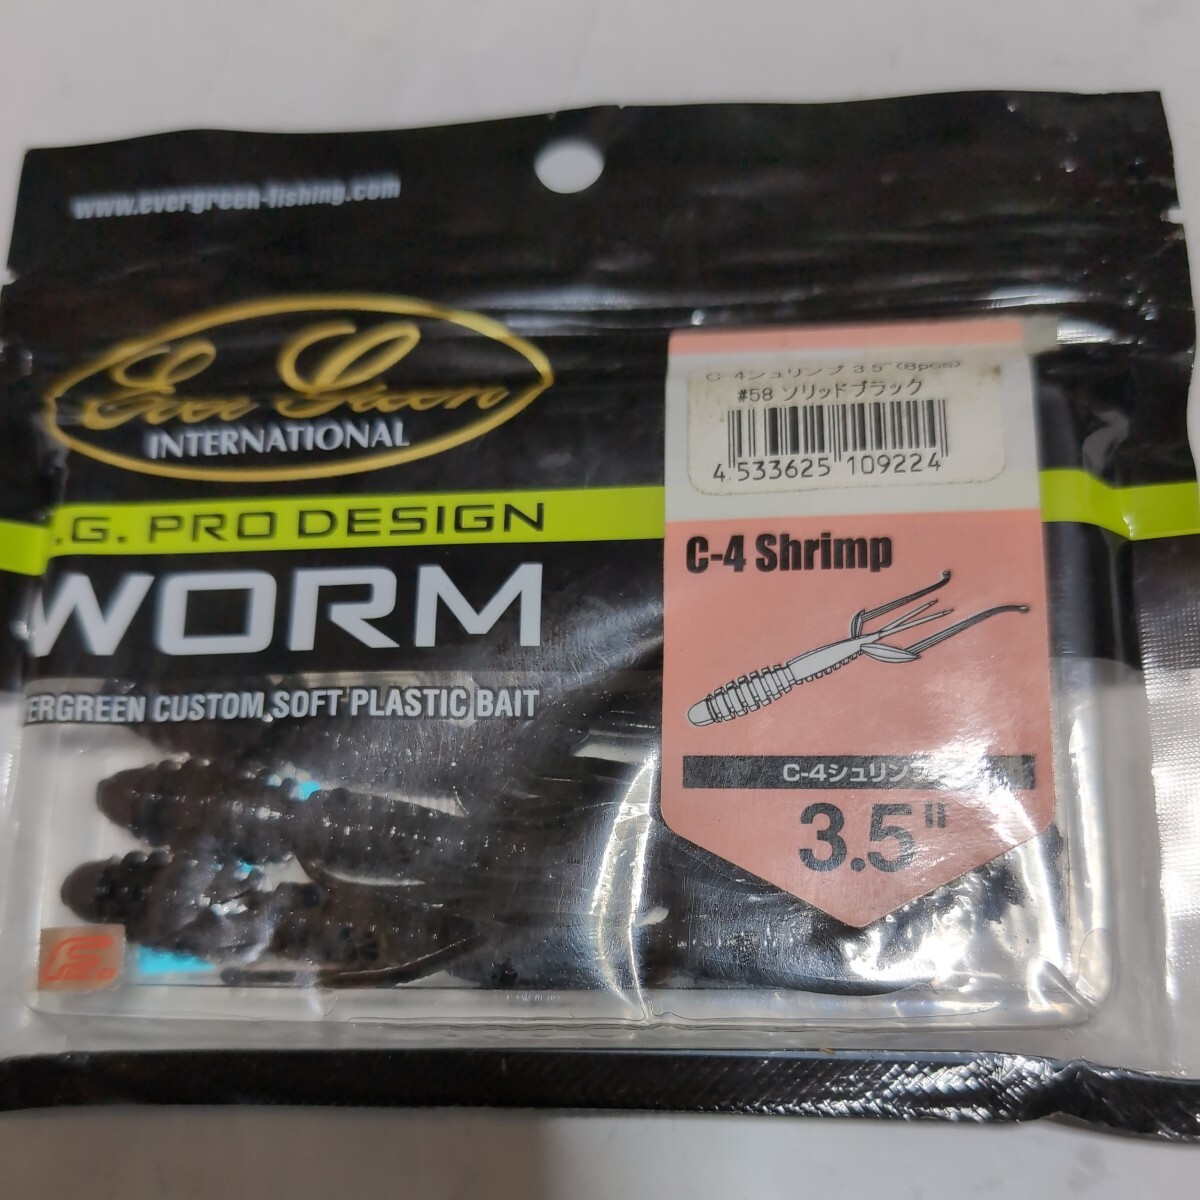 www.evergreen-fishing.com
Ever Green
INTERNATIONAL
.G. PRO DESIGN
WORM
ERGREEN CUSTOM SOFT PLASTIC BAIT
C-4シュリンプ 3.5"(8pcs)
#58 ソリッドブラック
4 533625 109224
C-4 Shrimp
C-4シュリンプ
3.5"